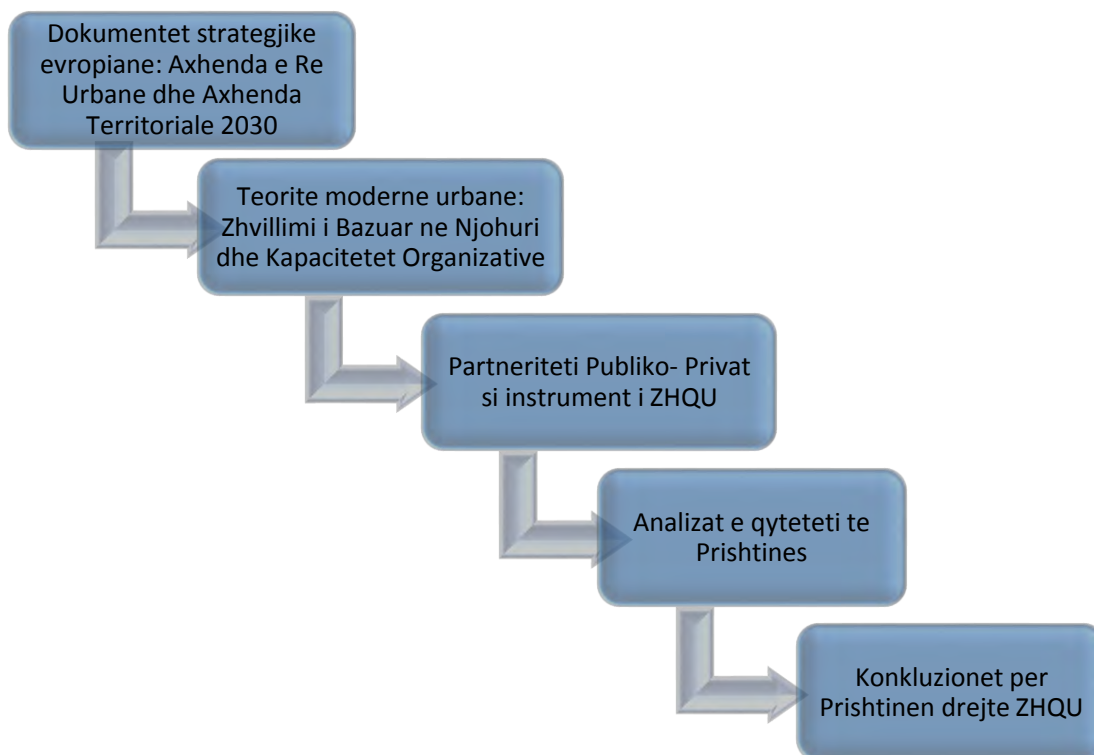 Dokumentet strategjike
evropiane: Axhenda e Re
Urbane dhe Axhenda
Territoriale 2030
Teorite moderne urbane:
Zhvillimi i Bazuar ne Njohuri
dhe Kapacitetet Organizative
Partneriteti Publiko- Privat
si instrument i ZHQU
Analizat e qyteteti te
Prishtines
Konkluzionet per
Prishtinen drejte ZHQU